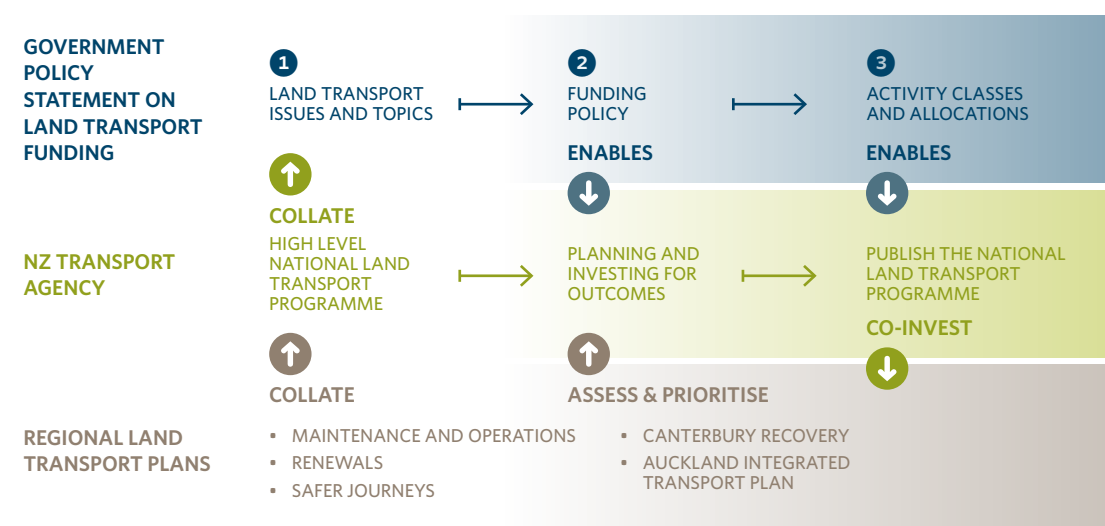 GOVERNMENT
POLICY
STATEMENT ON
LAND TRANSPORT
FUNDING
1
LAND TRANSPORT
ISSUES AND TOPICS
2
FUNDING
POLICY
ENABLES
3
ACTIVITY CLASSES
AND ALLOCATIONS
ENABLES
NZ TRANSPORT
AGENCY
COLLATE
HIGH LEVEL
NATIONAL LAND
TRANSPORT
PROGRAMME
PLANNING AND
INVESTING FOR
OUTCOMES
PUBLISH THE NATIONAL
LAND TRANSPORT
PROGRAMME
CO-INVEST
REGIONAL LAND
TRANSPORT PLANS
COLLATE
▪ MAINTENANCE AND OPERATIONS
▪ RENEWALS
▪ SAFER JOURNEYS
ASSESS & PRIORITISE
▪ CANTERBURY RECOVERY
▪ AUCKLAND INTEGRATED
TRANSPORT PLAN